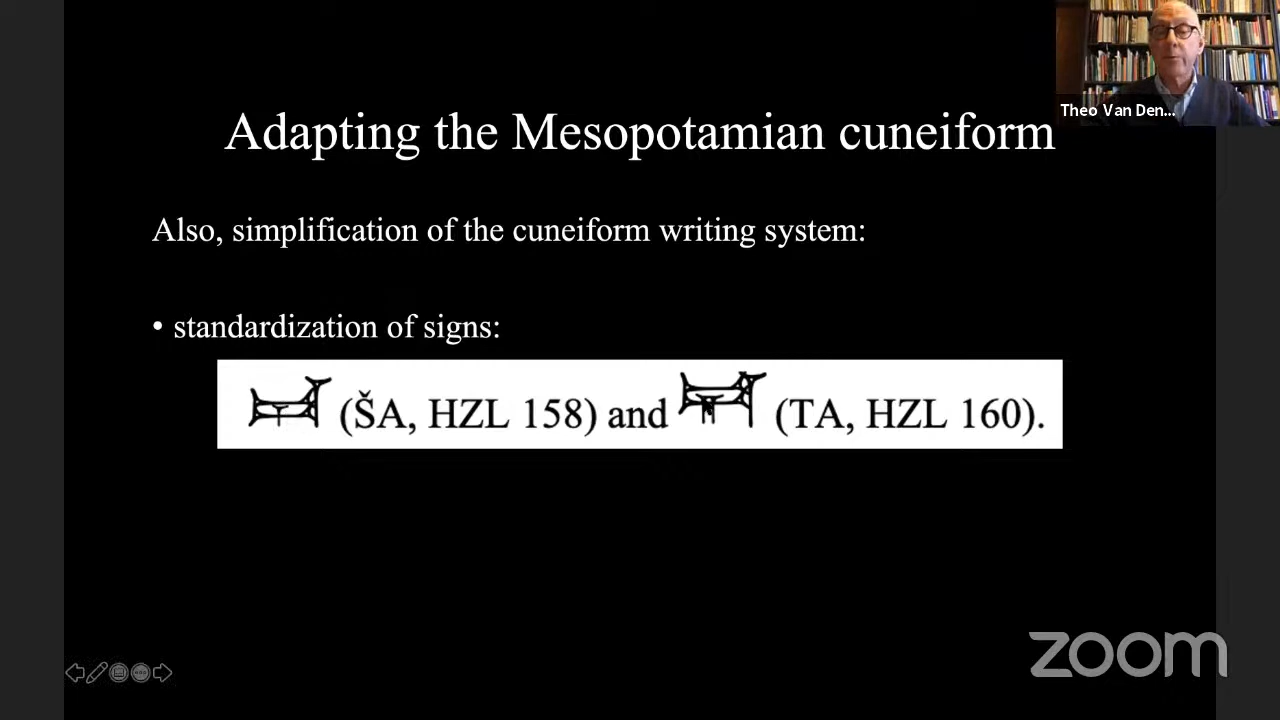 Theo Van Den...
Adapting the Mesopotamian cuneiform
Also, simplification of the cuneiform writing system:
• standardization of signs:
(ŠA, HZL 158) and (TA, HZL 160).
zoom